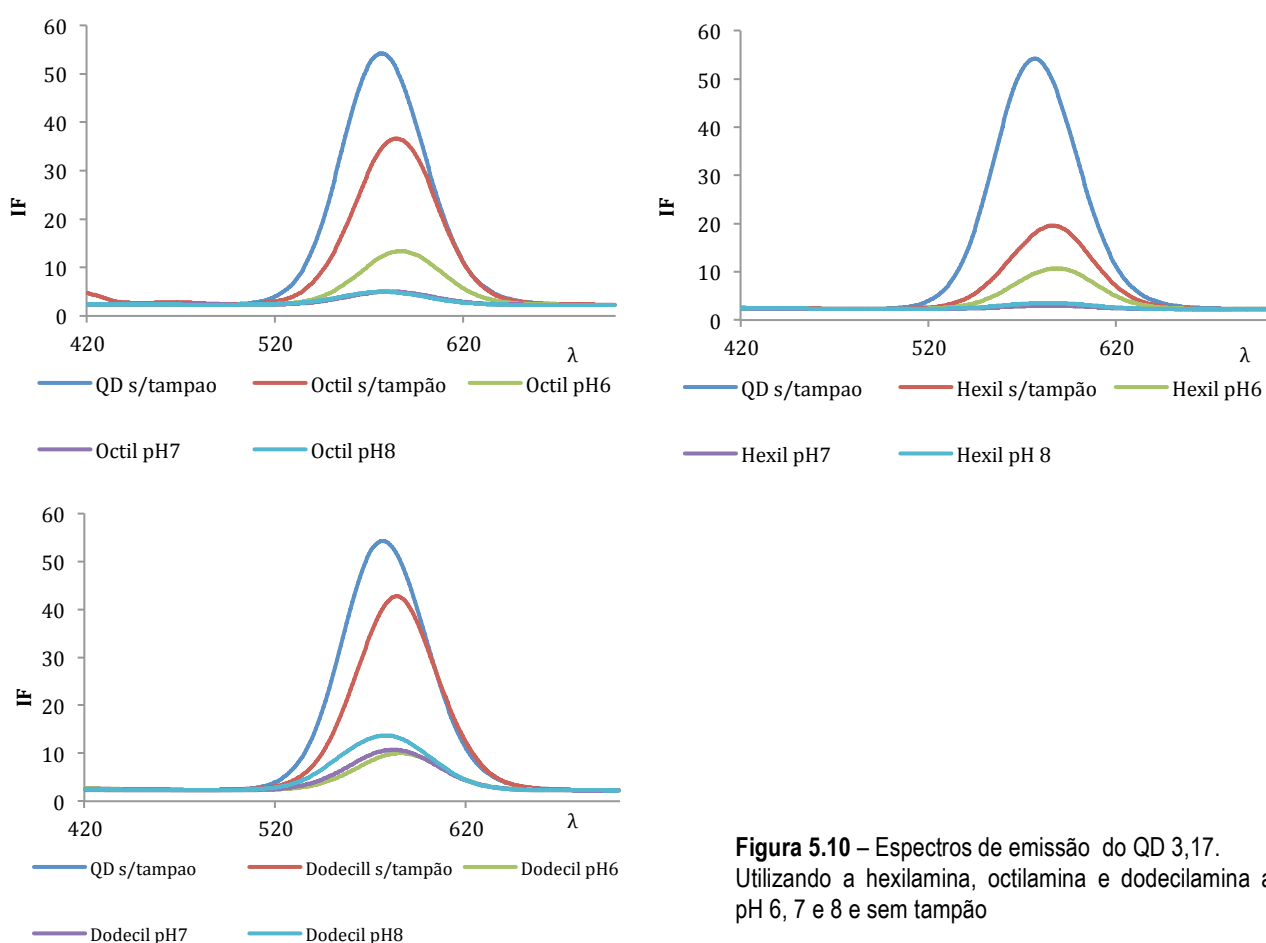 60
50
40
30
20
10
0
IF
420
520
620
λ
QD s/tampao
Octil s/tampão
Octil pH6
Octil pH7
Octil pH8
60
50
40
30
20
10
0
IF
420
520
620
λ
QD s/tampao
Hexil s/tampão
Hexil pH6
Hexil pH7
Hexil pH 8
60
50
40
30
20
10
0
IF
420
520
620
λ
QD s/tampao
Dodecill s/tampão
Dodecil pH6
Dodecil pH7
Dodecil pH8
Figura 5.10 – Espectros de emissão do QD 3,17.
Utilizando a hexilamina, octilamina e dodecilamina a
pH 6, 7 e 8 e sem tampão